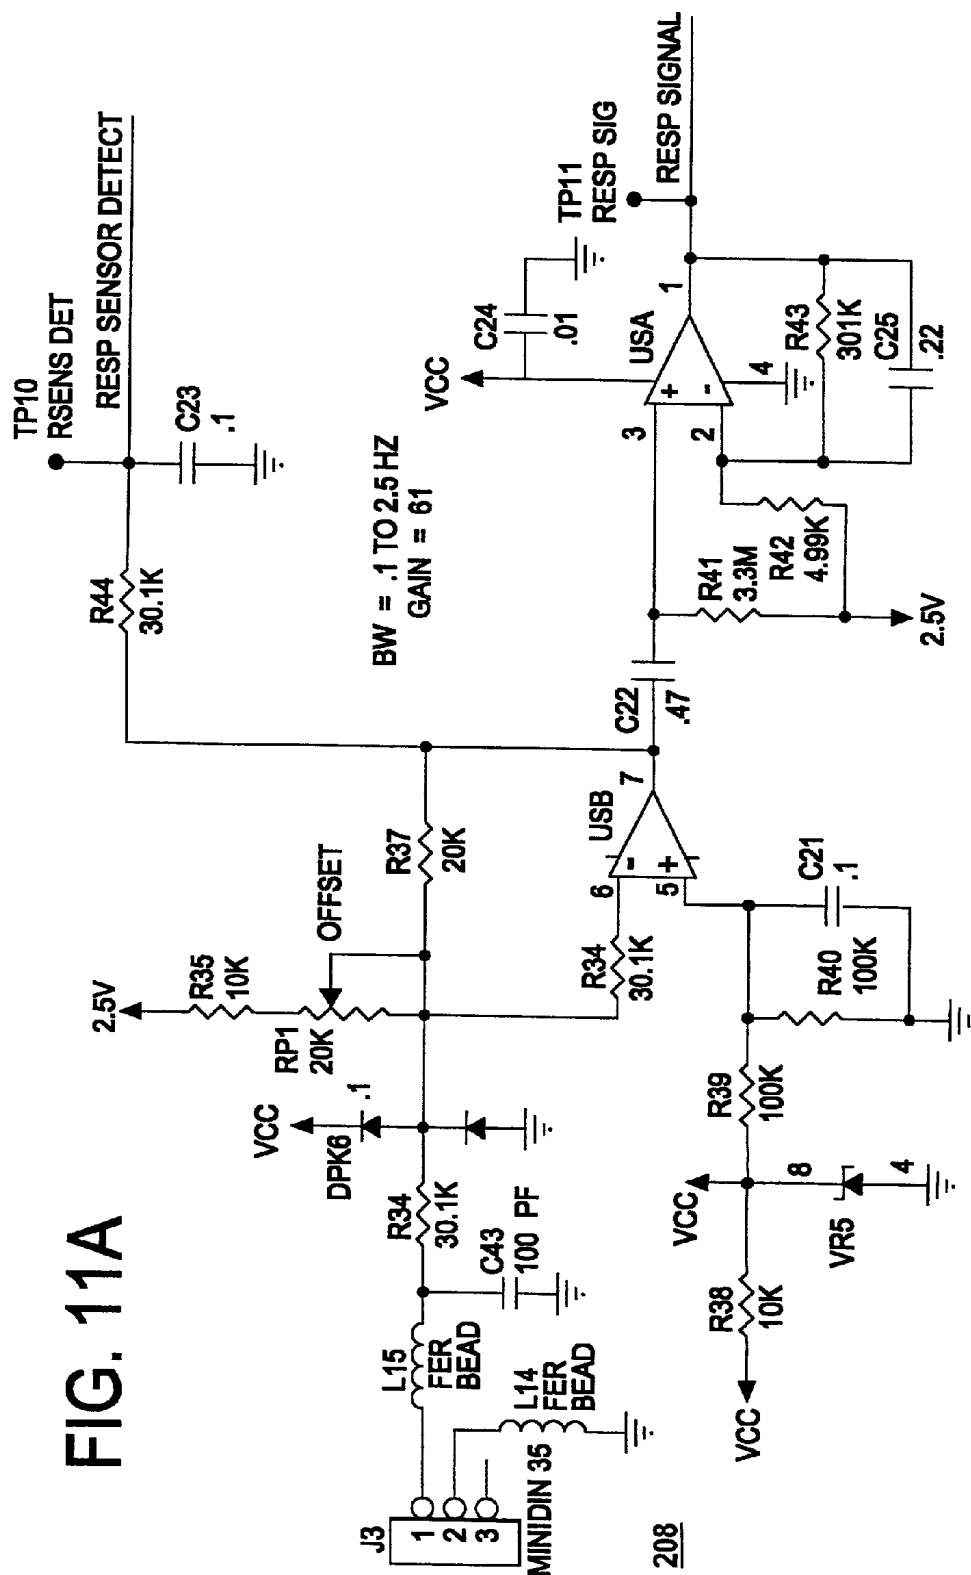 FIG. 11A
TP10
RSENS DET
RESP SENSOR DETECT
R44
30.1K
C23
.1
BW = .1 TO 2.5 HZ
GAIN = 61
2.5V
R35
10K
RP1
20K
OFFSET
R37
20K
VCC
DPK6
.1
J3
1
2
3
MINIDIN 35
L15
FER
BEAD
L14
FER
BEAD
R34
30.1K
C43
100 PF
R34
30.1K
6
5
USB
7
C22
.47
VCC
C24
.01
3
2
USA
1
4
TP11
RESP SIG
RESP SIGNAL
R41
3.3M
R42
4.99K
2.5V
R43
301K
C25
.22
VCC
R38
10K
VCC
8
4
VR5
R39
100K
R40
100K
C21
.1
208